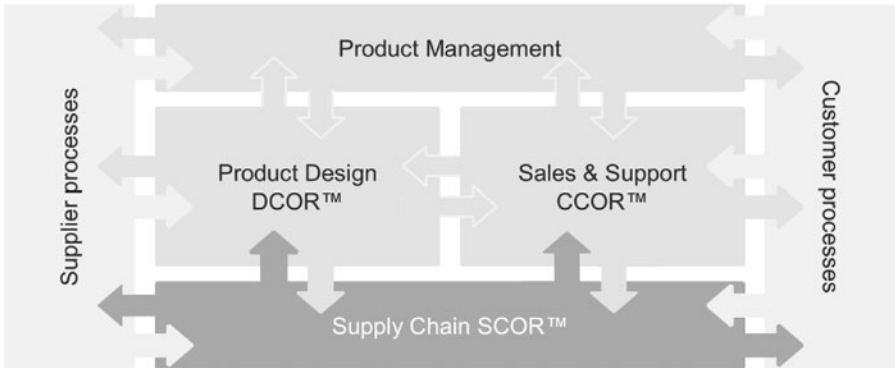 Product Management
Supplier processes
Product Design
DCOR™
Sales & Support
CCOR™
Customer processes
Supply Chain SCOR™